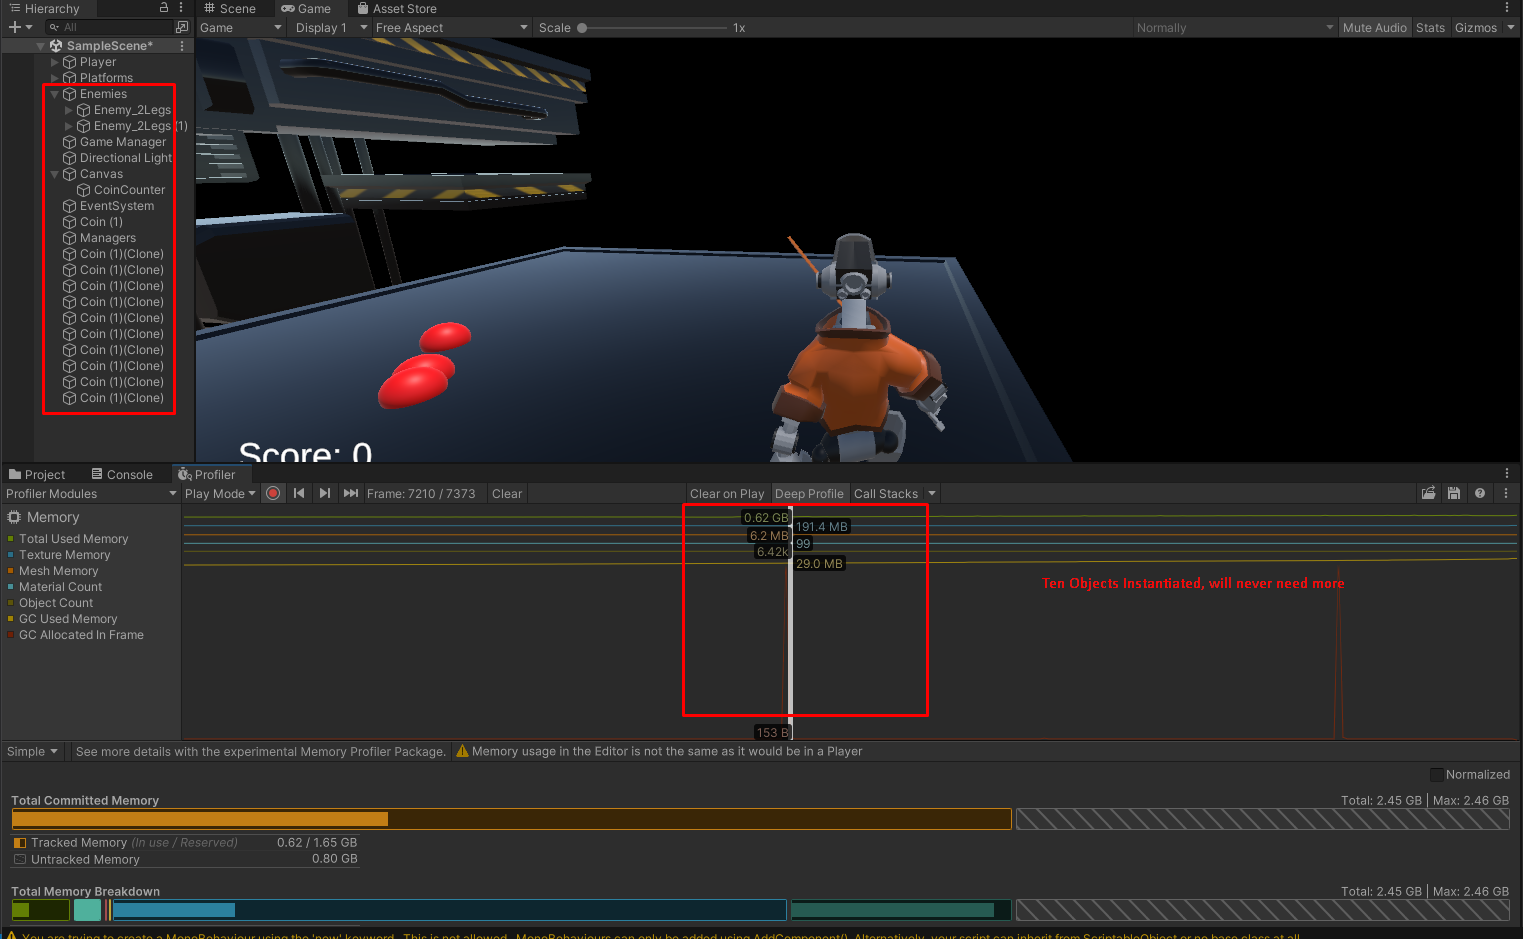 Hierarchy
All
SampleScene*
Player
Platforms
Enemies
Enemy_2Legs
Enemy_2Legs (1)
Game Manager
Directional Light
Canvas
CoinCounter
EventSystem
Coin (1)
Managers
Coin (1)(Clone)
Coin (1)(Clone)
Coin (1)(Clone)
Coin (1)(Clone)
Coin (1)(Clone)
Coin (1)(Clone)
Coin (1)(Clone)
Coin (1)(Clone)
Coin (1)(Clone)
Coin (1)(Clone)
Scene Game Asset Store
Game Display 1 Free Aspect Scale 1x Normally Mute Audio Stats Gizmos
Score: 0
Project Console Profiler
Profiler Modules Play Mode Frame: 7210 / 7373 Clear Clear on Play Deep Profile Call Stacks
Memory
Total Used Memory
Texture Memory
Mesh Memory
Material Count
Object Count
GC Used Memory
GC Allocated In Frame
0.62 GB
191.4 MB
6.2 MB
99
6.42k
29.0 MB
Ten Objects Instantiated, will never need more
153 B
Simple See more details with the experimental Memory Profiler Package. Memory usage in the Editor is not the same as it would be in a Player
Normalized
Total Committed Memory Total: 2.45 GB | Max: 2.46 GB
Tracked Memory (In use / Reserved) 0.62 / 1.65 GB
Untracked Memory 0.80 GB
Total Memory Breakdown Total: 2.45 GB | Max: 2.46 GB
You are trying to create a MonoBehaviour using the 'new' keyword. This is not allowed. MonoBehaviours can only be added using AddComponent(). Alternatively, your script can inherit from ScriptableObject or no base class at all